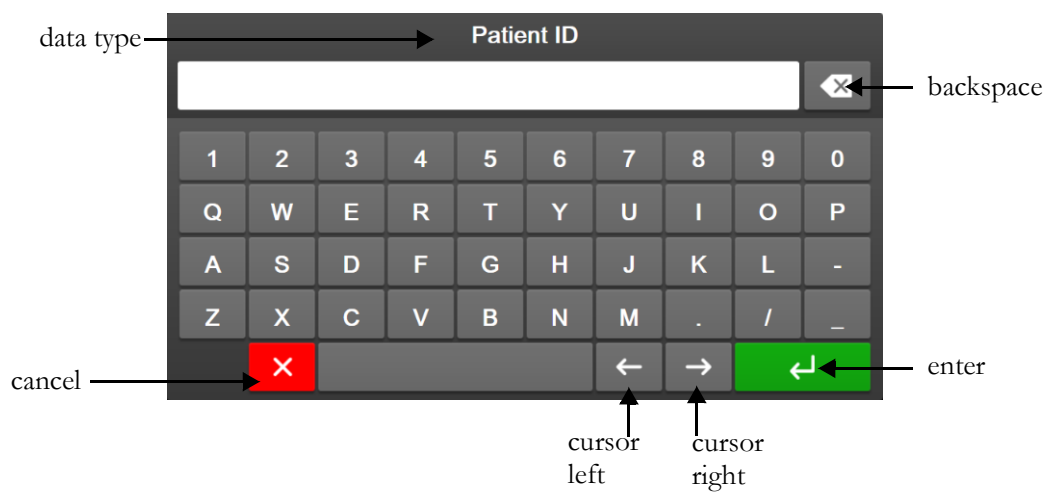 data type
Patient ID
backspace
1 2 3 4 5 6 7 8 9 0
Q W E R T Y U I O P
A S D F G H J K L -
Z X C V B N M . / _
cancel
enter
cursor
left
cursor
right